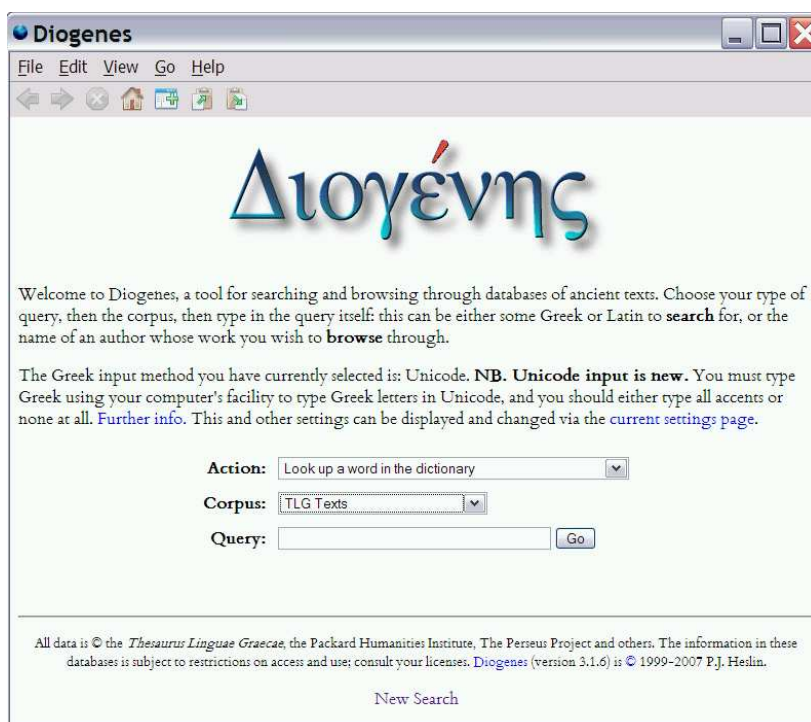 Diogenes
File Edit View Go Help
Διογένης
Welcome to Diogenes, a tool for searching and browsing through databases of ancient texts. Choose your type of
query, then the corpus, then type in the query itself: this can be either some Greek or Latin to search for, or the
name of an author whose work you wish to browse through.
The Greek input method you have currently selected is: Unicode. NB. Unicode input is new. You must type
Greek using your computer's facility to type Greek letters in Unicode, and you should either type all accents or
none at all. Further info. This and other settings can be displayed and changed via the current settings page.
Action: Look up a word in the dictionary
Corpus: TLG Texts
Query: Go
All data is © the Thesaurus Linguae Graecae, the Packard Humanities Institute, The Perseus Project and others. The information in these
databases is subject to restrictions on access and use; consult your licenses. Diogenes (version 3.1.6) is © 1999-2007 P.J. Heslin.
New Search